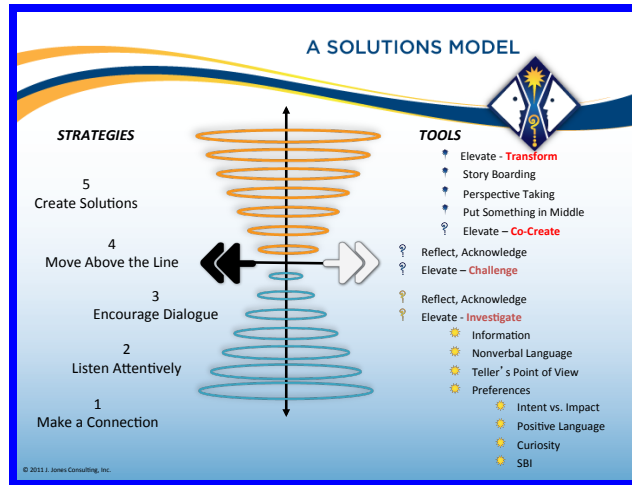 A SOLUTIONS MODEL
STRATEGIES
5
Create Solutions
4
Move Above the Line
3
Encourage Dialogue
2
Listen Attentively
1
Make a Connection
TOOLS
Elevate - Transform
Story Boarding
Perspective Taking
Put Something in Middle
Elevate – Co-Create
Reflect, Acknowledge
Elevate – Challenge
Reflect, Acknowledge
Elevate - Investigate
Information
Nonverbal Language
Teller's Point of View
Preferences
Intent vs. Impact
Positive Language
Curiosity
SBI
© 2011 J. Jones Consulting, Inc.